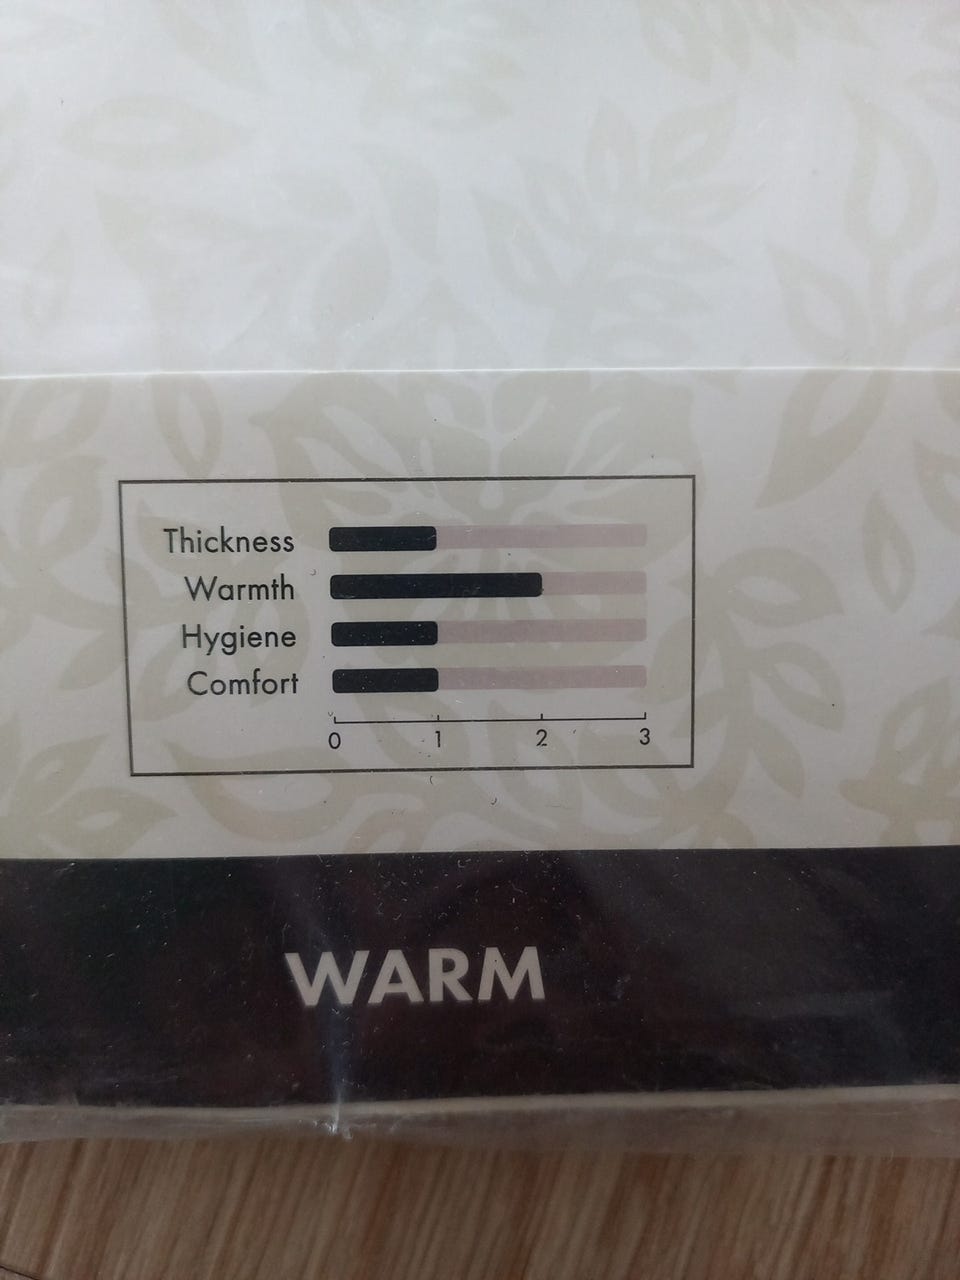 Thickness
Warmth
Hygiene
Comfort
0 1 2 3
WARM